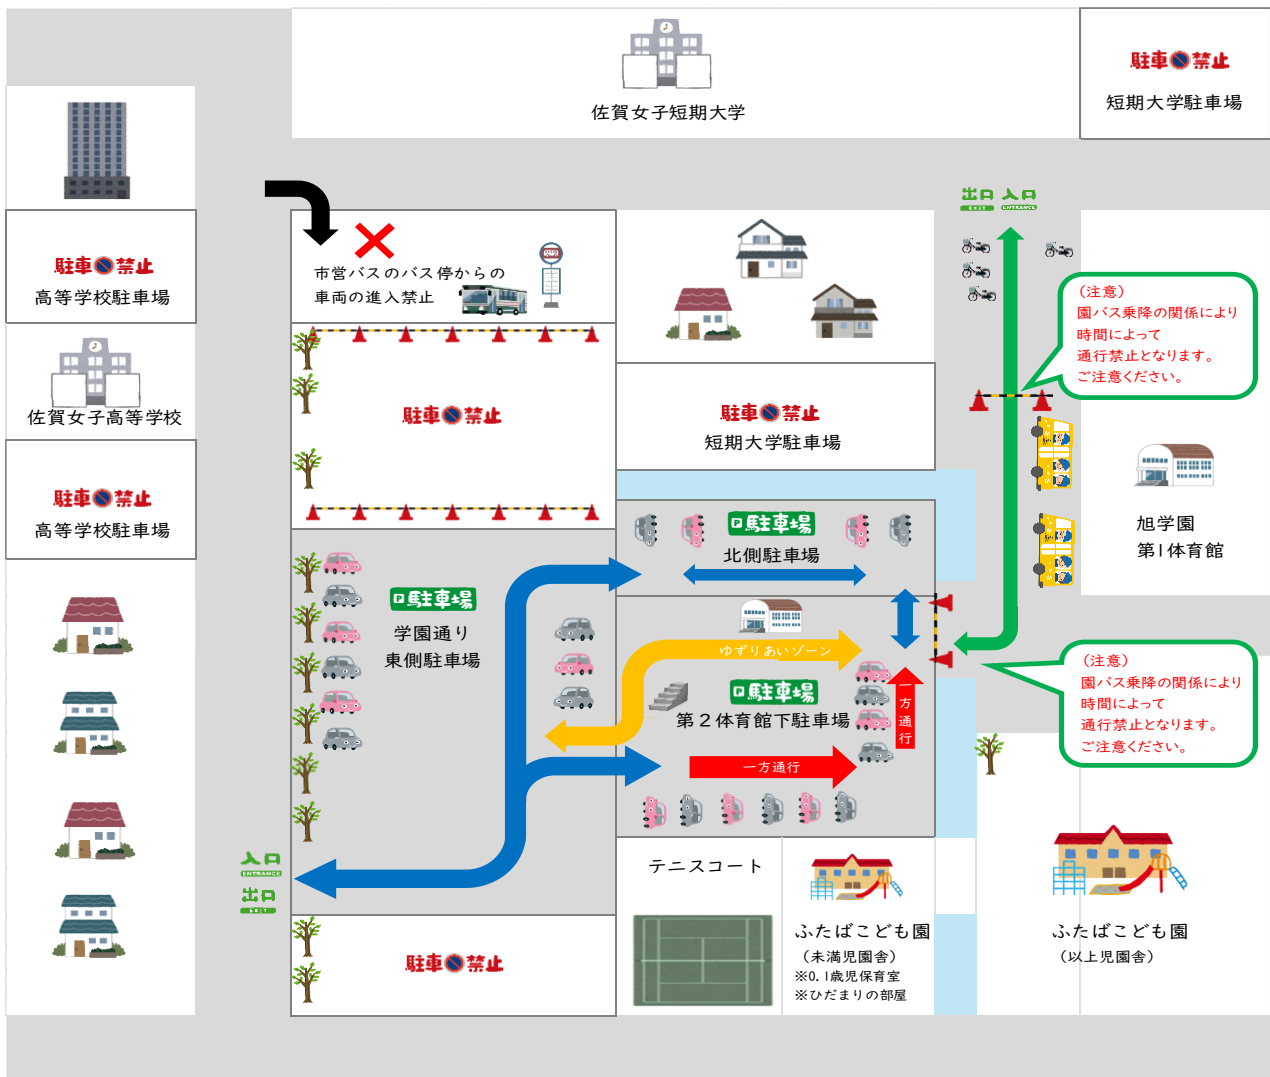 佐賀女子短期大学
駐車禁止
短期大学駐車場
駐車禁止
高等学校駐車場
佐賀女子高等学校
駐車禁止
高等学校駐車場
市営バスのバス停からの
車両の進入禁止
駐車禁止
駐車禁止
短期大学駐車場
出口 入口
EXIT ENTRANCE
（注意）
園バス乗降の関係により
時間によって
通行禁止となります。
ご注意ください。
旭学園
第1体育館
P駐車場
北側駐車場
P駐車場
学園通り
東側駐車場
ゆずりあいゾーン
P駐車場
第２体育館下駐車場
一方通行
一方通行
（注意）
園バス乗降の関係により
時間によって
通行禁止となります。
ご注意ください。
入口
ENTRANCE
出口
EXIT
駐車禁止
テニスコート
ふたばこども園
（未満児園舎）
※0.1歳児保育室
※ひだまりの部屋
ふたばこども園
（以上児園舎）